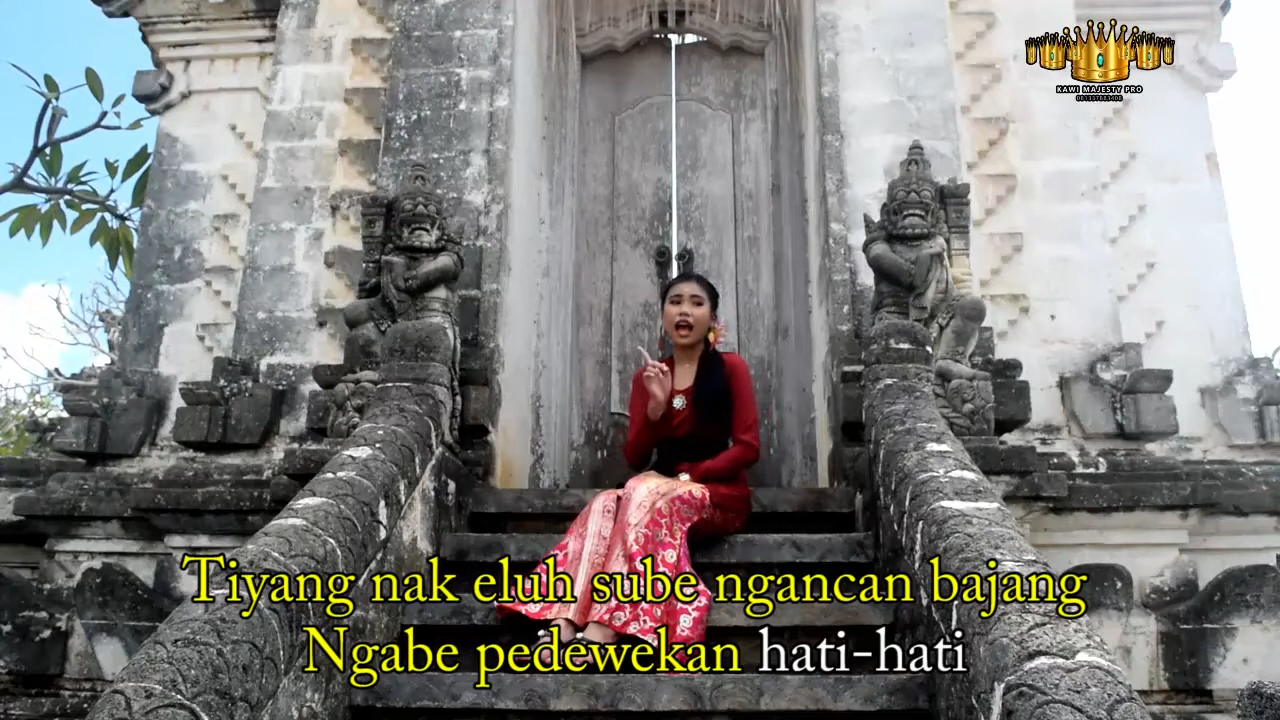 KAWI MAJESTY PRO
Tiyang nak eluh sube ngancan bajang
Ngabe pedewekan hati-hati